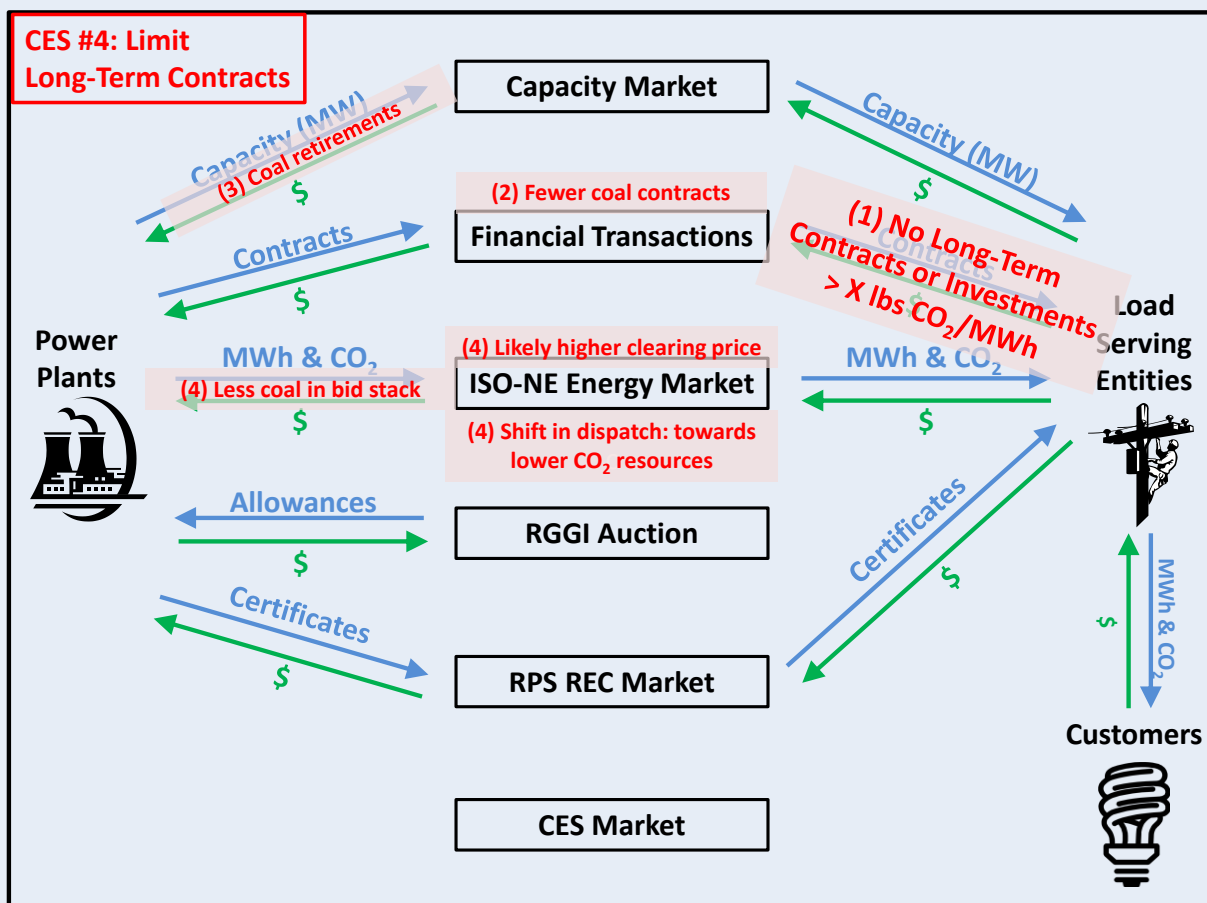 CES #4: Limit
Long-Term Contracts
Capacity Market
Capacity (MW)
(3) Coal retirements
$
Capacity (MW)
$
(2) Fewer coal contracts
Financial Transactions
Contracts
$
(1) No Long-Term
Contracts or Investments
> X lbs CO₂/MWh
Contracts
$
Power
Plants
Load
Serving
Entities
(4) Likely higher clearing price
MWh & CO₂
ISO-NE Energy Market
MWh & CO₂
(4) Less coal in bid stack
$
$
(4) Shift in dispatch: towards
lower CO₂ resources
Allowances
RGGI Auction
$
Certificates
$
Certificates
$
RPS REC Market
MWh & CO₂
$
Customers
CES Market